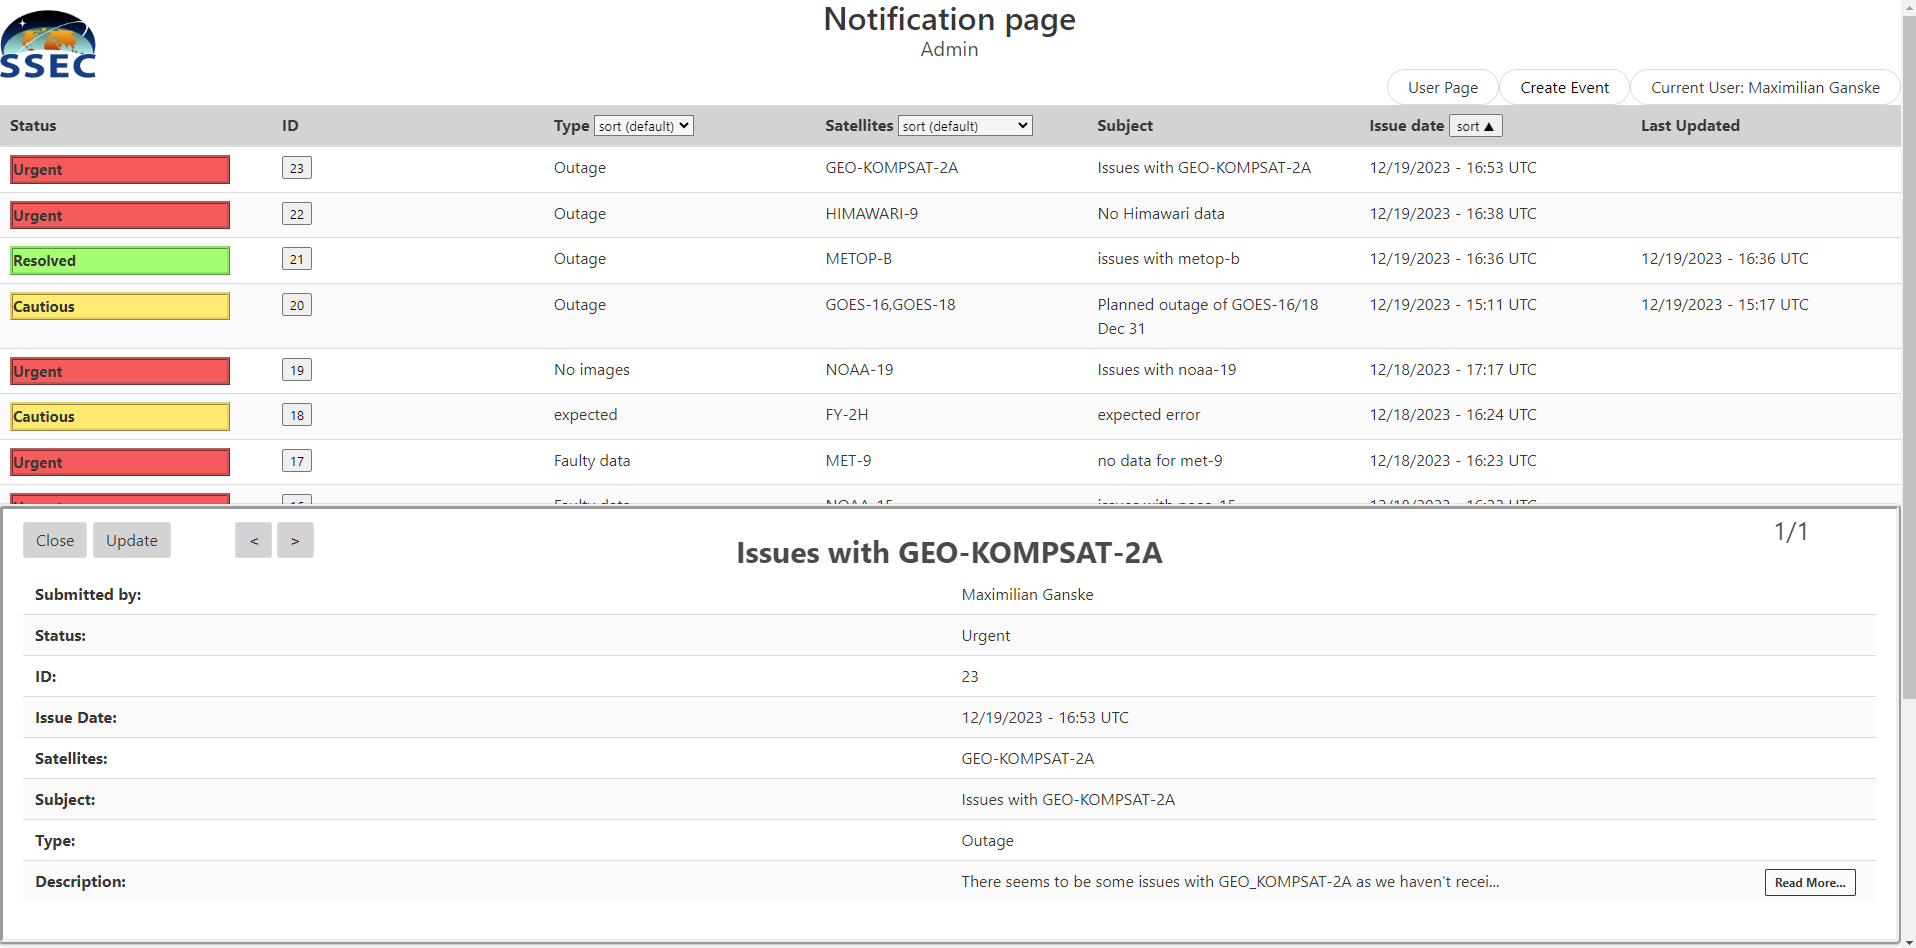 SSEC
Notification page
Admin
User Page Create Event Current User: Maximilian Ganske
Status ID Type sort (default) Satellites sort (default) Subject Issue date sort ▲ Last Updated
Urgent 23 Outage GEO-KOMPSAT-2A Issues with GEO-KOMPSAT-2A 12/19/2023 - 16:53 UTC
Urgent 22 Outage HIMAWARI-9 No Himawari data 12/19/2023 - 16:38 UTC
Resolved 21 Outage METOP-B issues with metop-b 12/19/2023 - 16:36 UTC 12/19/2023 - 16:36 UTC
Cautious 20 Outage GOES-16,GOES-18 Planned outage of GOES-16/18 12/19/2023 - 15:11 UTC 12/19/2023 - 15:17 UTC
Dec 31
Urgent 19 No images NOAA-19 Issues with noaa-19 12/18/2023 - 17:17 UTC
Cautious 18 expected FY-2H expected error 12/18/2023 - 16:24 UTC
Urgent 17 Faulty data MET-9 no data for met-9 12/18/2023 - 16:23 UTC
Close Update < > 1/1
Issues with GEO-KOMPSAT-2A
Submitted by: Maximilian Ganske
Status: Urgent
ID: 23
Issue Date: 12/19/2023 - 16:53 UTC
Satellites: GEO-KOMPSAT-2A
Subject: Issues with GEO-KOMPSAT-2A
Type: Outage
Description: There seems to be some issues with GEO_KOMPSAT-2A as we haven't recei... Read More...